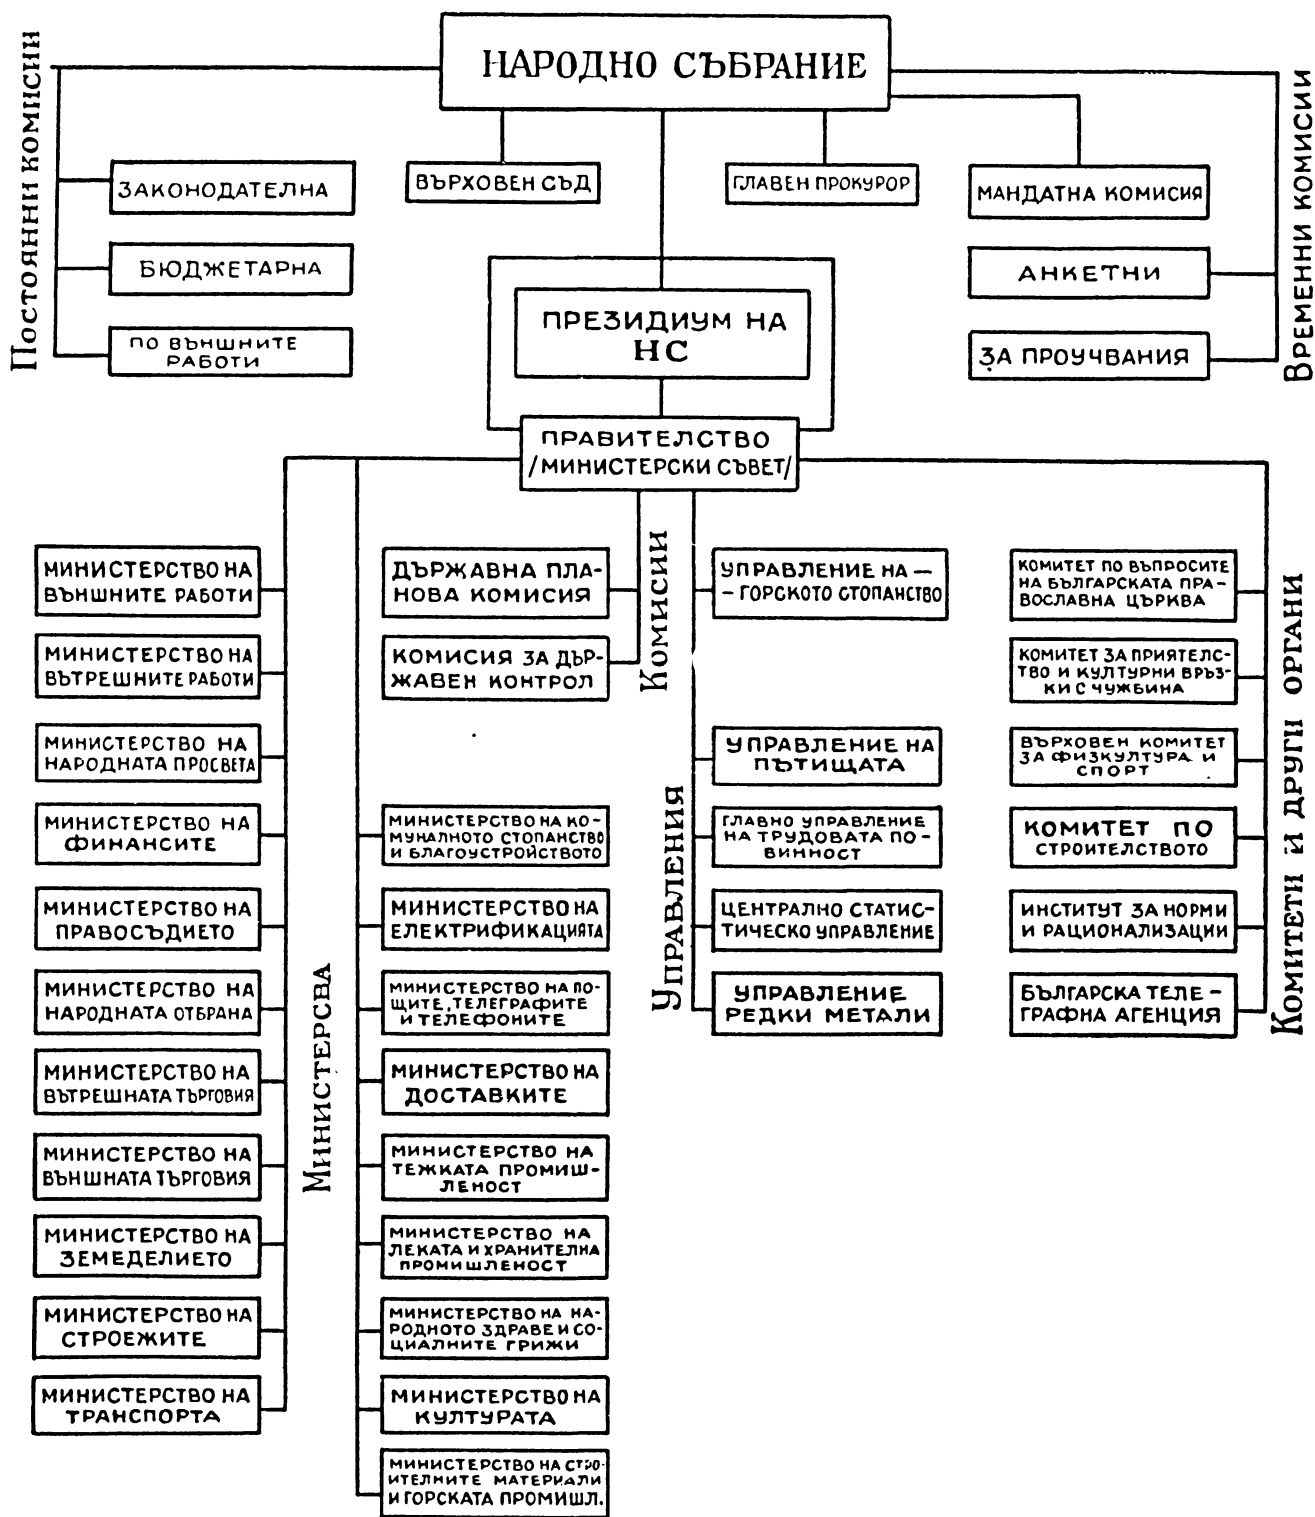 НАРОДНО СЪБРАНИЕ
Постоянни комисии
ЗАКОНОДАТЕЛНА
БЮДЖЕТАРНА
ПО ВЪНШНИТЕ
РАБОТИ
ВЪРХОВЕН СЪД
ГЛАВЕН ПРОКУРОР
МАНДАТНА КОМИСИЯ
АНКЕТНИ
ЗА ПРОУЧВАНИЯ
ВРЕМЕННИ КОМИСИИ
ПРЕЗИДИУМ НА
НС
ПРАВИТЕЛСТВО
/МИНИСТЕРСКИ СЪВЕТ/
МИНИСТЕРСТВО НА
ВЪНШНИТЕ РАБОТИ
МИНИСТЕРСТВО НА
ВЪТРЕШНИТЕ РАБОТИ
МИНИСТЕРСТВО НА
НАРОДНАТА ПРОСВЕТА
МИНИСТЕРСТВО НА
ФИНАНСИТЕ
МИНИСТЕРСТВО НА
ПРАВОСЪДИЕТО
МИНИСТЕРСТВО НА
НАРОДНАТА ОТБРАНА
МИНИСТЕРСТВО НА
ВЪТРЕШНАТА ТЪРГОВИЯ
МИНИСТЕРСТВО НА
ВЪНШНАТА ТЪРГОВИЯ
МИНИСТЕРСТВО НА
ЗЕМЕДЕЛИЕТО
МИНИСТЕРСТВО НА
СТРОЕЖИТЕ
МИНИСТЕРСТВО НА
ТРАНСПОРТА
МИНИСТЕРСВА
ДЪРЖАВНА ПЛА-
НОВА КОМИСИЯ
КОМИСИЯ ЗА ДЪР-
ЖАВЕН КОНТРОЛ
Комисии
МИНИСТЕРСТВО НА КО-
МУНАЛНОТО СТОПАНСТВО
И БЛАГОУСТРОЙСТВОТО
МИНИСТЕРСТВО НА
ЕЛЕКТРИФИКАЦИЯТА
МИНИСТЕРСТВО НА ПО-
ЩИТЕ, ТЕЛЕГРАФИТЕ
И ТЕЛЕФОНИТЕ
МИНИСТЕРСТВО НА
ДОСТАВКИТЕ
МИНИСТЕРСТВО НА
ТЕЖКАТА ПРОМИШ-
ЛЕНОСТ
МИНИСТЕРСТВО НА
ЛЕКАТА И ХРАНИТЕЛНА
ПРОМИШЛЕНОСТ
МИНИСТЕРСТВО НА НА-
РОДНОТО ЗДРАВЕ И СО-
ЦИАЛНИТЕ ГРИЖИ
МИНИСТЕРСТВО НА
КУЛТУРАТА
МИНИСТЕРСТВО НА СТРО-
ИТЕЛНИТЕ МАТЕРИАЛИ
И ГОРСКАТА ПРОМИШЛ.
УПРАВЛЕНИЕ НА —
- ГОРСКОТО СТОПАНСТВО
УПРАВЛЕНИЕ НА
ПЪТИЩАТА
ГЛАВНО УПРАВЛЕНИЕ
НА ТРУДОВАТА ПО-
ВИННОСТ
ЦЕНТРАЛНО СТАТИС-
ТИЧЕСКО УПРАВЛЕНИЕ
УПРАВЛЕНИЕ
РЕДКИ МЕТАЛИ
УПРАВЛЕНИЯ
КОМИТЕТ ПО ВЪПРОСИТЕ
НА БЪЛГАРСКАТА ПРА-
ВОСЛАВНА ЦЪРКВА
КОМИТЕТ ЗА ПРИЯТЕЛС-
ТВО И КУЛТУРНИ ВРЪЗ-
КИ С ЧУЖБИНА
ВЪРХОВЕН КОМИТЕТ
ЗА ФИЗКУЛТУРА И
СПОРТ
КОМИТЕТ ПО
СТРОИТЕЛСТВОТО
ИНСТИТУТ ЗА НОРМИ
И РАЦИОНАЛИЗАЦИИ
БЪЛГАРСКА ТЕЛЕ-
ГРАФНА АГЕНЦИЯ
КОМИТЕТИ И ДРУГИ ОРГАНИ